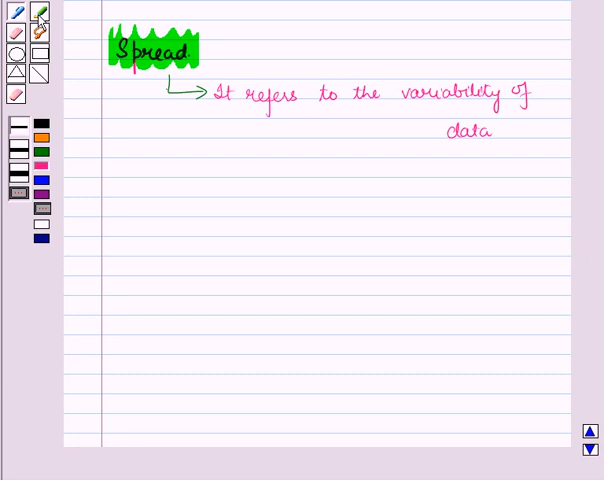 Spread
It refers to the variability of
data